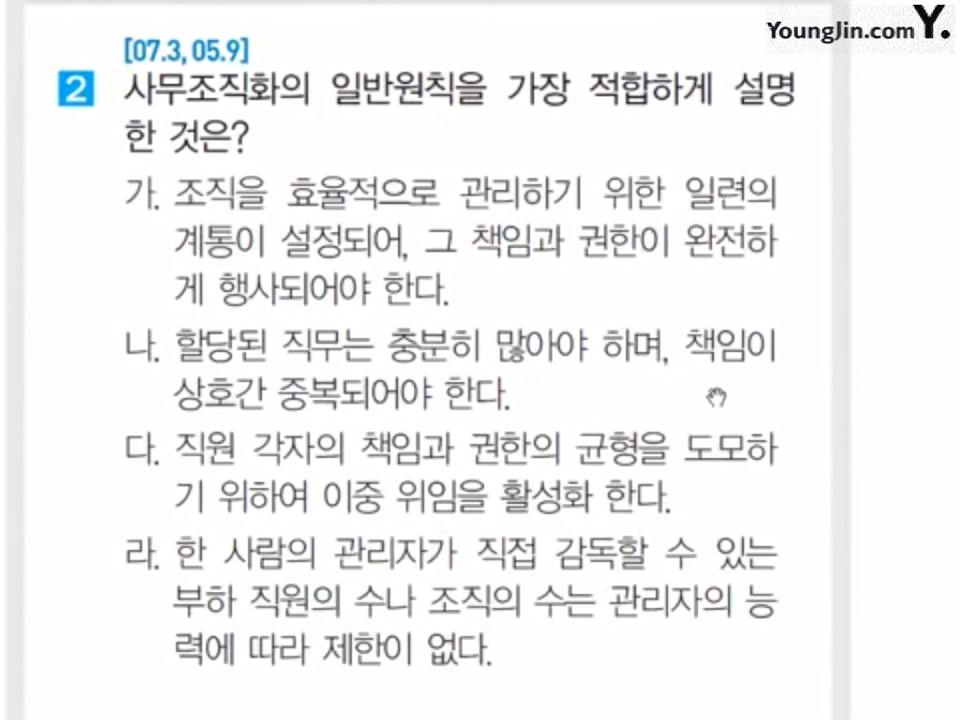 YoungJin.com Y.
[07.3, 05.9]
2 사무조직화의 일반원칙을 가장 적합하게 설명
한 것은?
가. 조직을 효율적으로 관리하기 위한 일련의
계통이 설정되어, 그 책임과 권한이 완전하
게 행사되어야 한다.
나. 할당된 직무는 충분히 많아야 하며, 책임이
상호간 중복되어야 한다.
다. 직원 각자의 책임과 권한의 균형을 도모하
기 위하여 이중 위임을 활성화 한다.
라. 한 사람의 관리자가 직접 감독할 수 있는
부하 직원의 수나 조직의 수는 관리자의 능
력에 따라 제한이 없다.